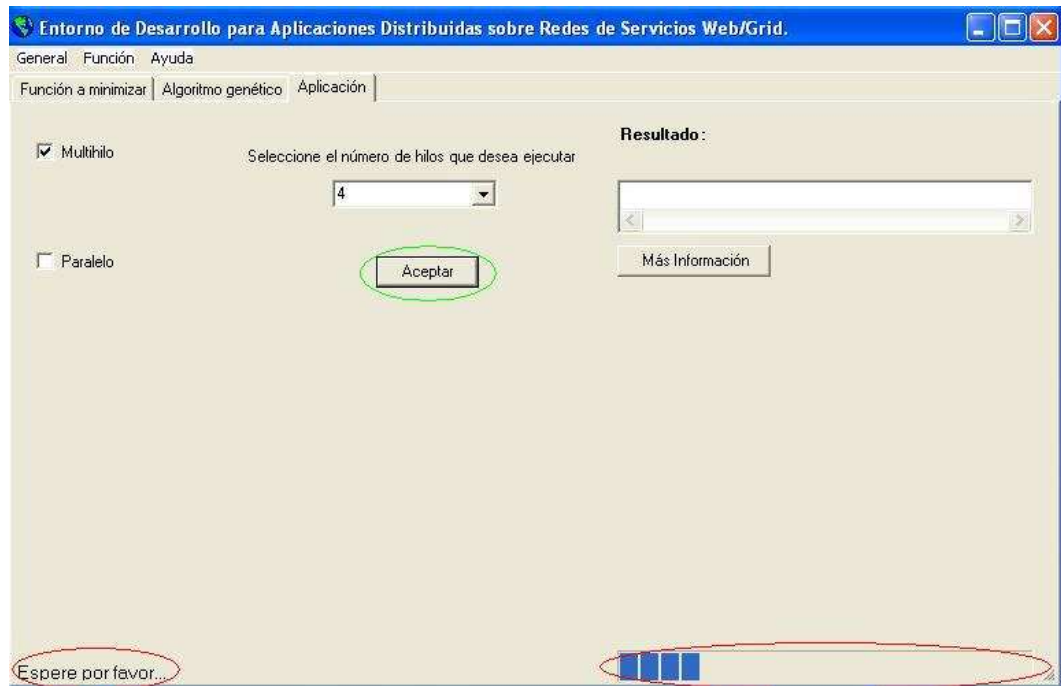 Entorno de Desarrollo para Aplicaciones Distribuidas sobre Redes de Servicios Web/Grid.
General Función Ayuda
Función a minimizar Algoritmo genético Aplicación
Multihilo
Seleccione el número de hilos que desea ejecutar
4
Resultado:
Paralelo
Aceptar
Más Información
Espere por favor...